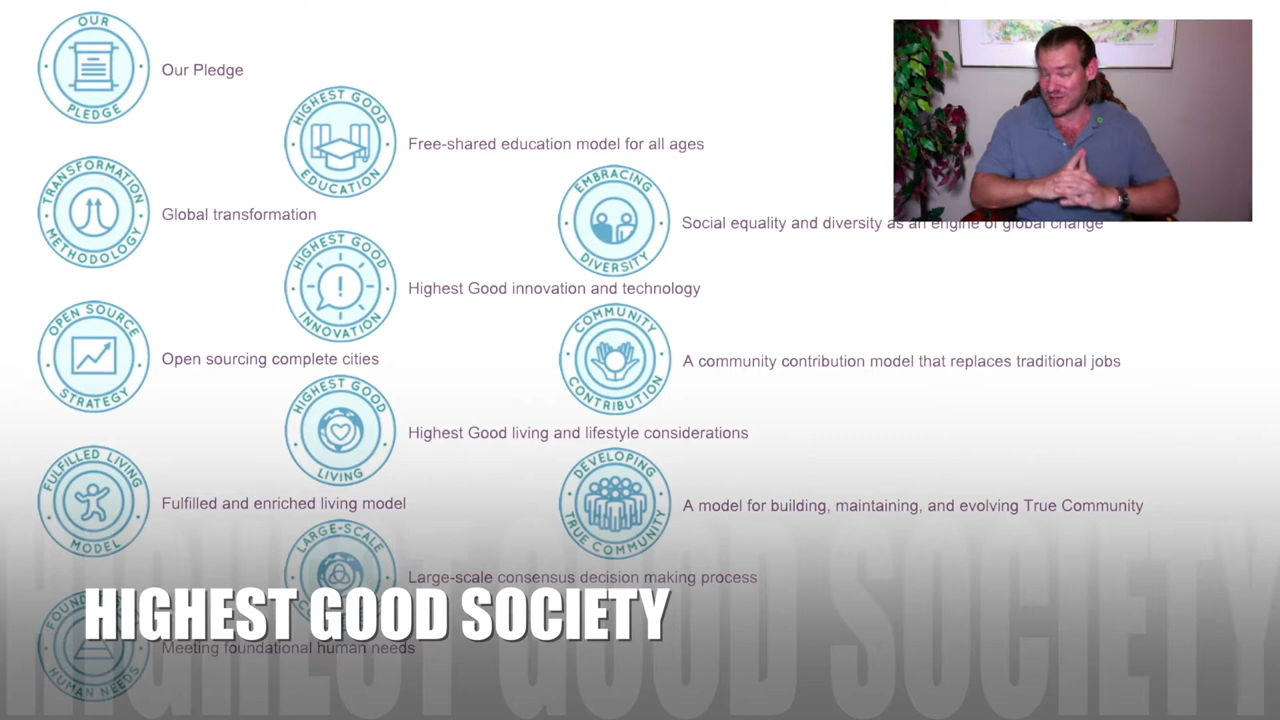 OUR
PLEDGE
Our Pledge
HIGHEST GOOD
EDUCATION
Free-shared education model for all ages
TRANSFORMATION
METHODOLOGY
Global transformation
EMBRACING
DIVERSITY
Social equality and diversity as an engine of global change
HIGHEST GOOD
INNOVATION
Highest Good innovation and technology
OPEN SOURCE
STRATEGY
Open sourcing complete cities
COMMUNITY
CONTRIBUTION
A community contribution model that replaces traditional jobs
HIGHEST GOOD
LIVING
Highest Good living and lifestyle considerations
FULFILLED LIVING
MODEL
Fulfilled and enriched living model
DEVELOPING
TRUE COMMUNITY
A model for building, maintaining, and evolving True Community
LARGE-SCALE
Large-scale consensus decision making process
HIGHEST GOOD SOCIETY
HUMAN NEEDS
Meeting foundational human needs
HIGHEST GOOD SOCIETY